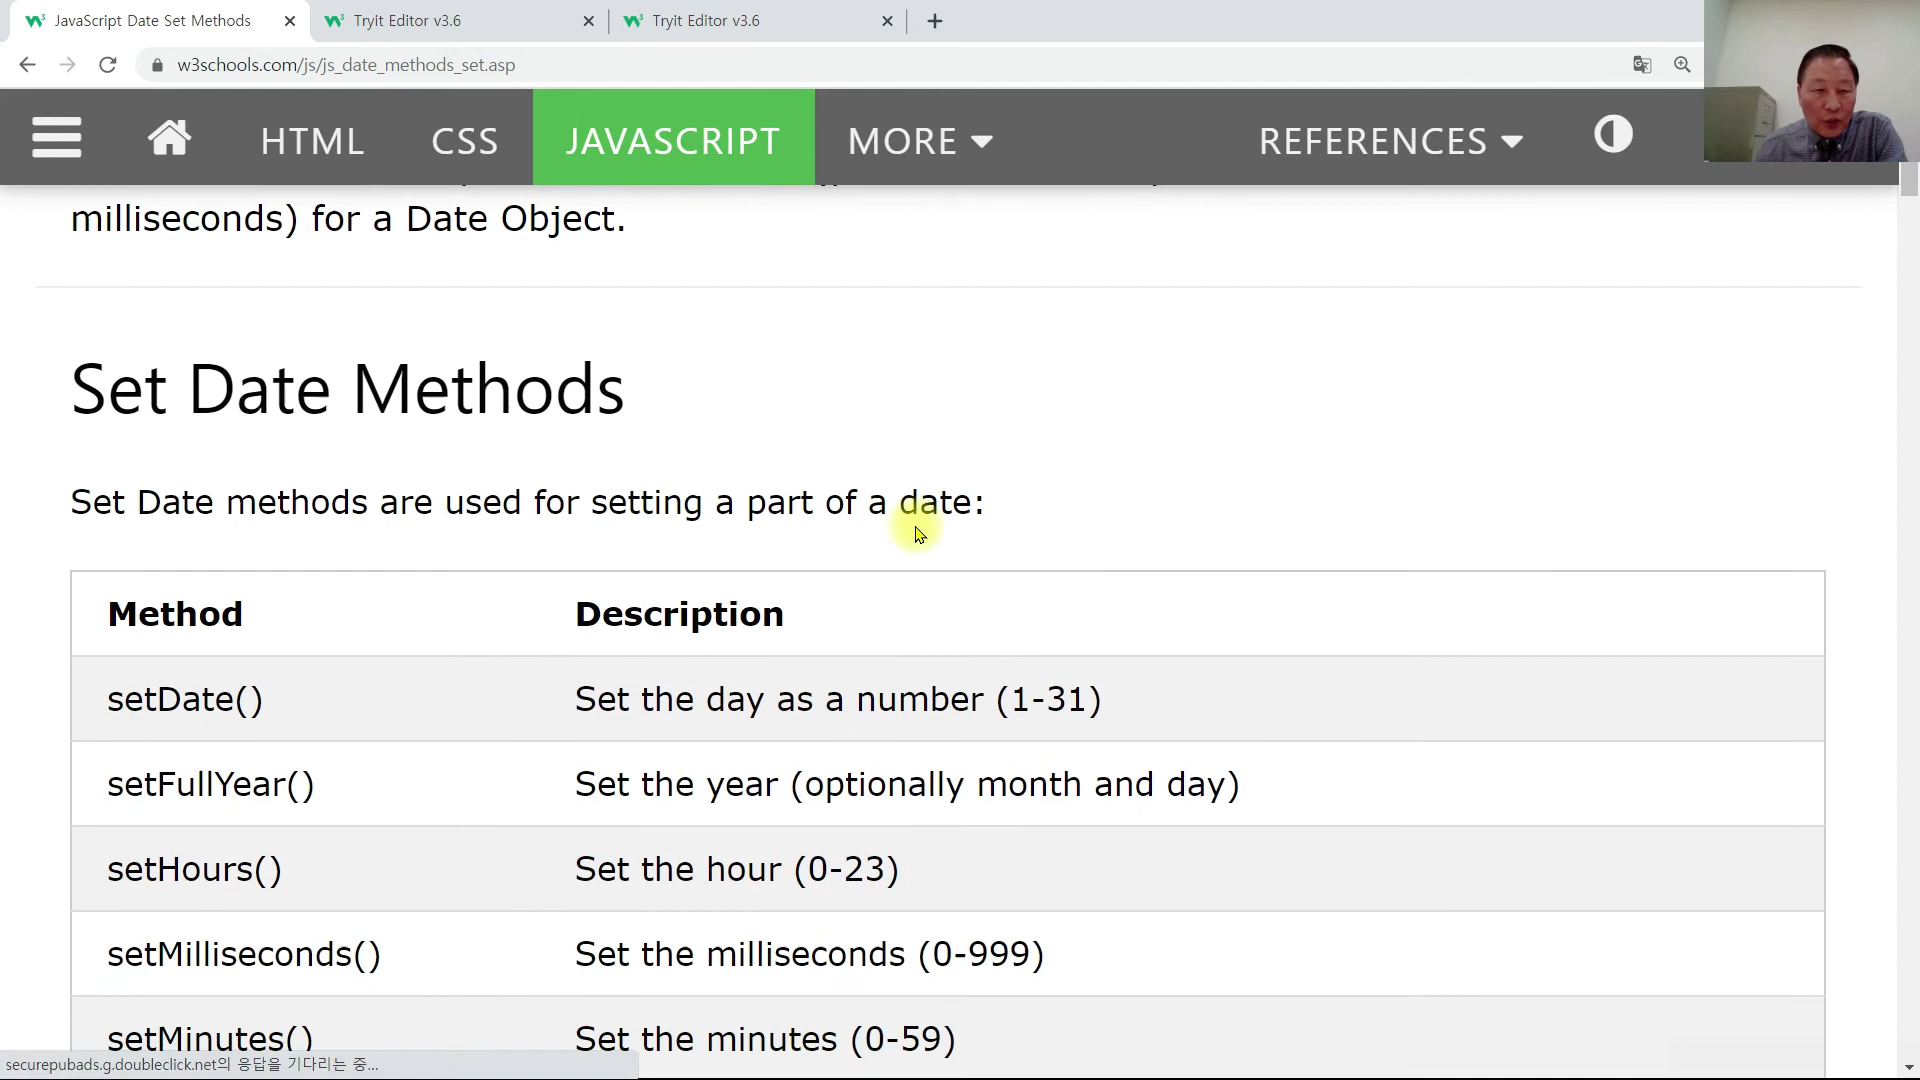 JavaScript Date Set Methods
Tryit Editor v3.6
Tryit Editor v3.6
w3schools.com/js/js_date_methods_set.asp
HTML
CSS
JAVASCRIPT
MORE
REFERENCES
milliseconds) for a Date Object.
Set Date Methods
Set Date methods are used for setting a part of a date:
Method Description
setDate() Set the day as a number (1-31)
setFullYear() Set the year (optionally month and day)
setHours() Set the hour (0-23)
setMilliseconds() Set the milliseconds (0-999)
setMinutes() Set the minutes (0-59)
securepubads.g.doubleclick.net의 응답을 기다리는 중...